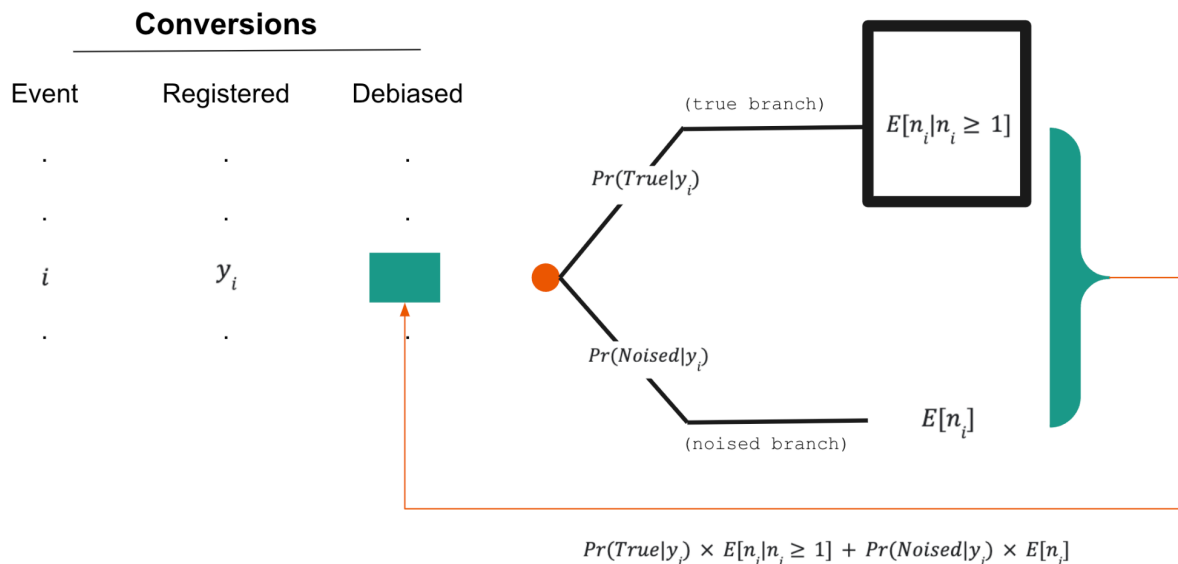 Conversions
Event Registered Debiased
(true branch)
E[n_i|n_i ≥ 1]
. . .
Pr(True|y_i)
. . .
i y_i
. . .
Pr(Noised|y_i)
E[n_i]
(noised branch)
Pr(True|y_i) × E[n_i|n_i ≥ 1] + Pr(Noised|y_i) × E[n_i]